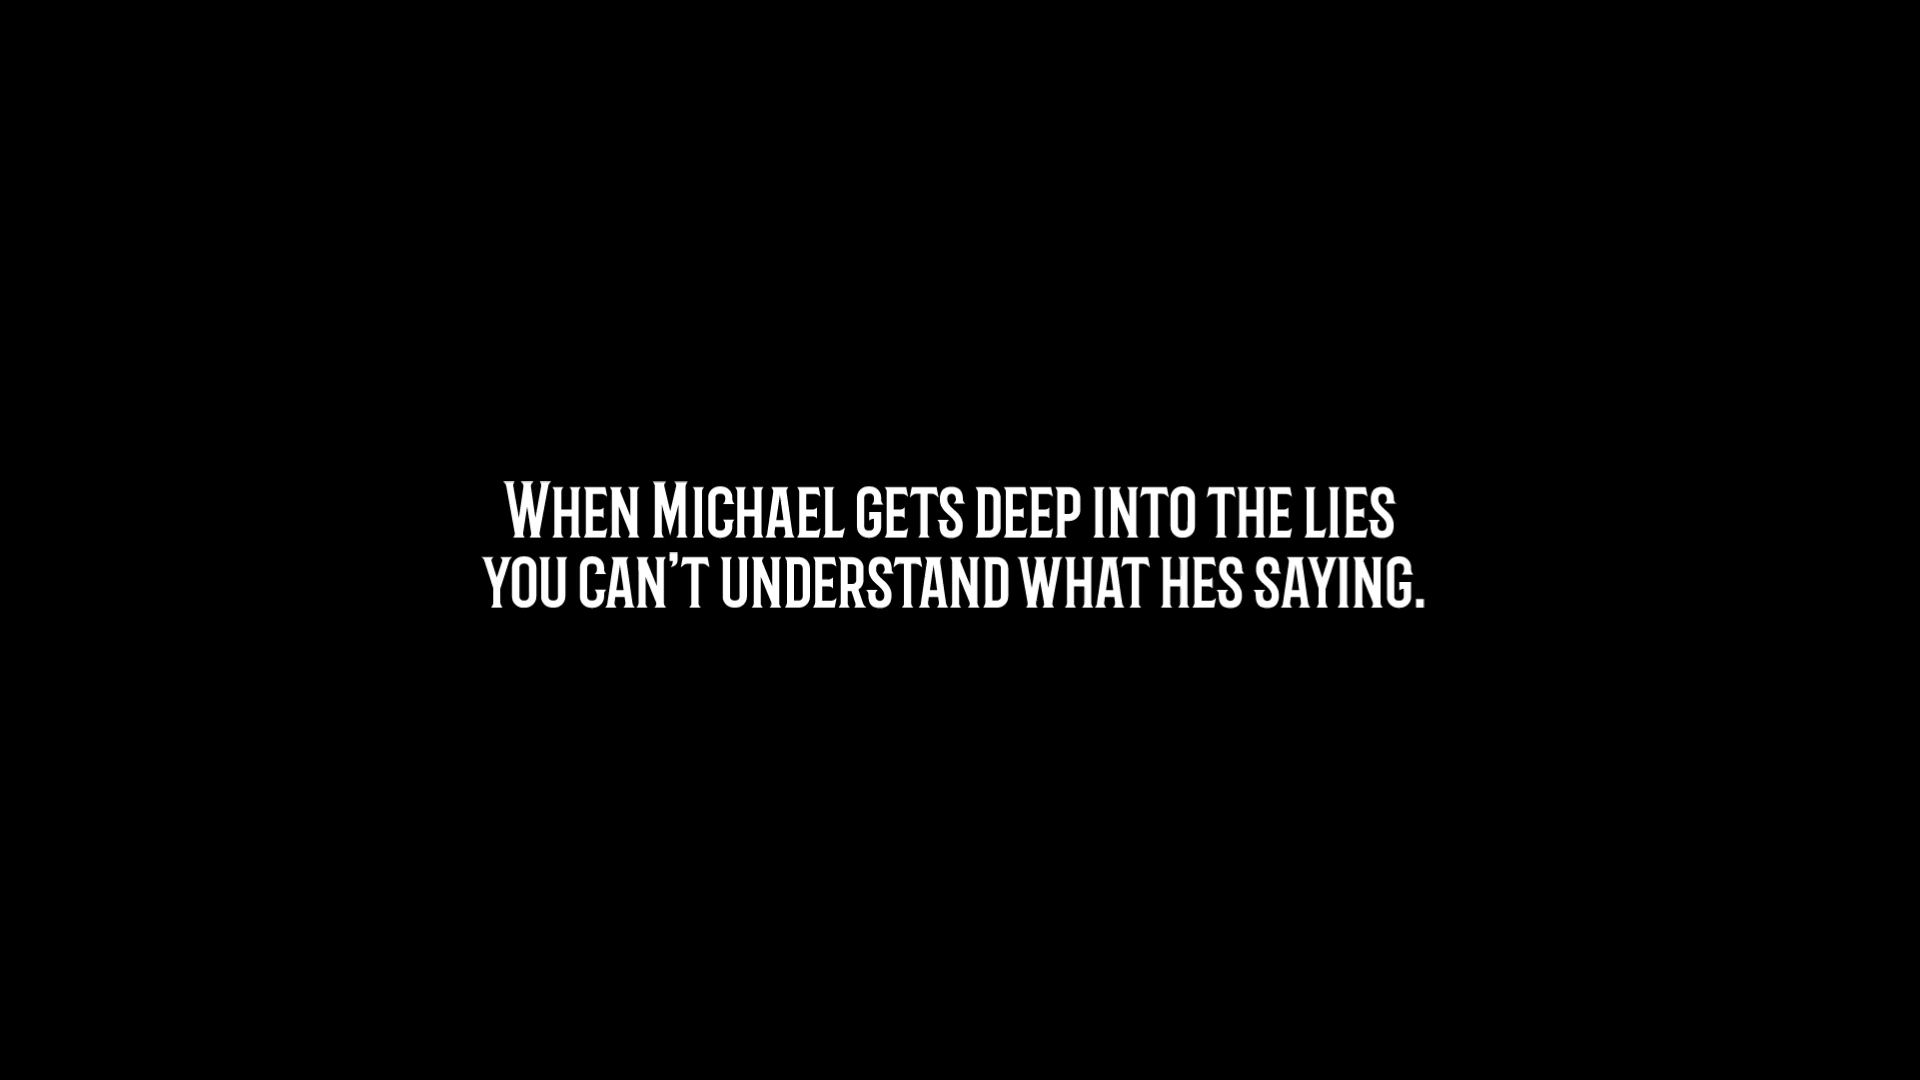 When Michael gets deep into the lies
you can’t understand what hes saying.